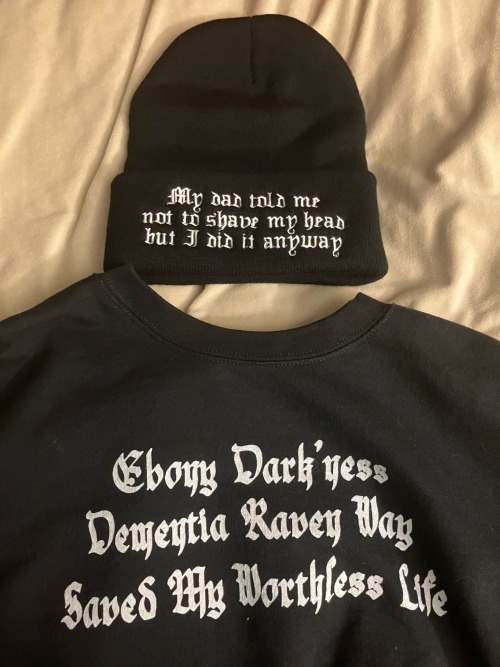 My dad told me
not to shave my head
but I did it anyway
Ebony Dark'ness
Dementia Raven Way
Saved My Worthless Life